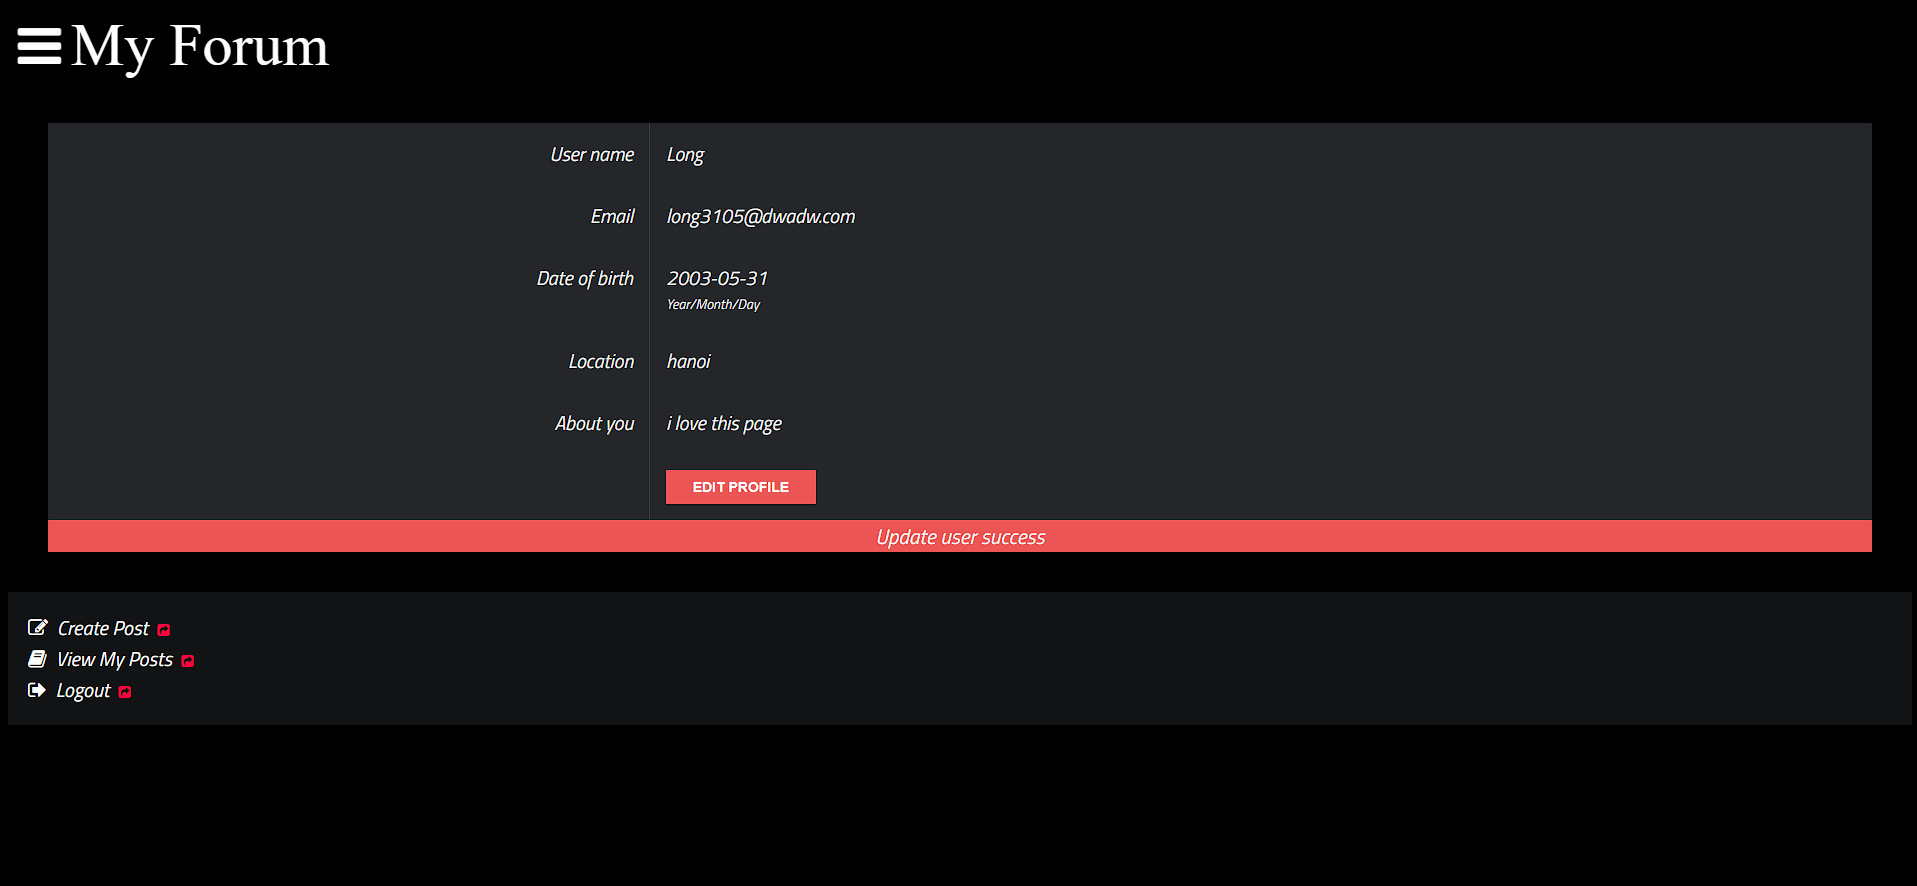 My Forum
User name Long
Email long3105@dwadw.com
Date of birth 2003-05-31
Year/Month/Day
Location hanoi
About you i love this page
EDIT PROFILE
Update user success
Create Post
View My Posts
Logout